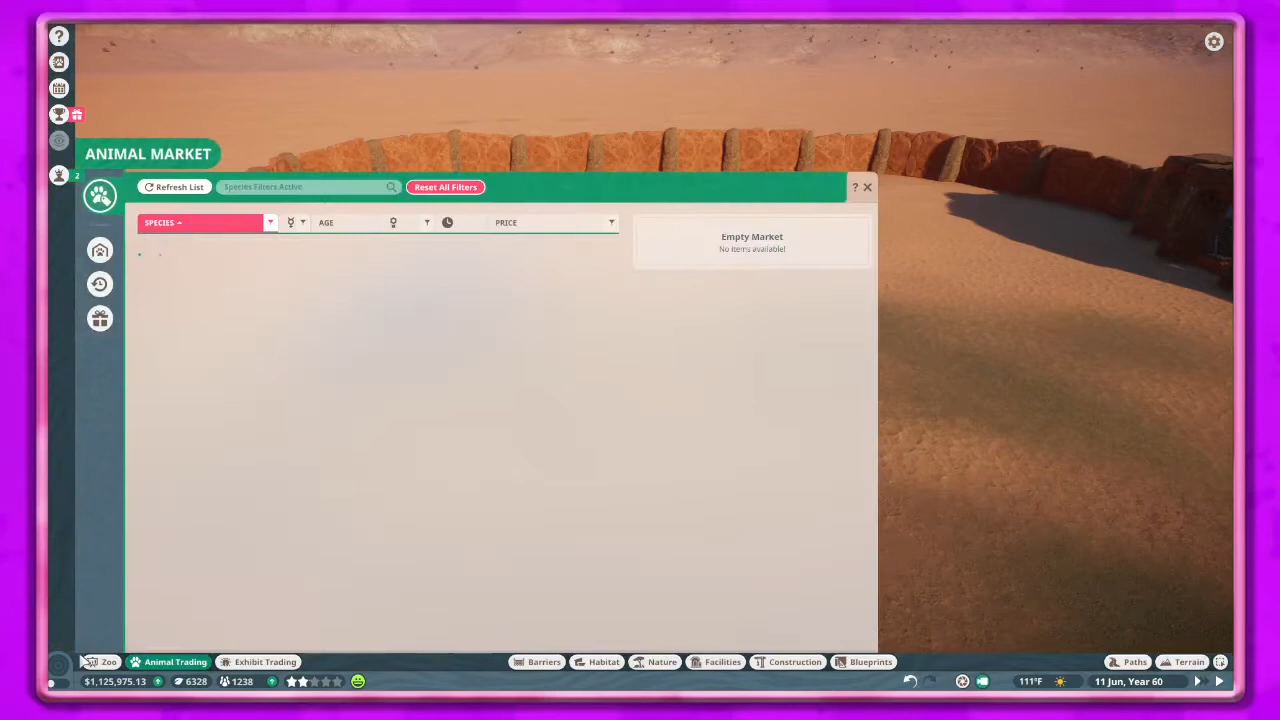 ANIMAL MARKET
2
Refresh List
Species Filters Active
Reset All Filters
?
SPECIES
AGE
PRICE
Empty Market
No items available!
Zoo
Animal Trading
Exhibit Trading
Barriers
Habitat
Nature
Facilities
Construction
Blueprints
Paths
Terrain
$1,125,975.13
6328
1238
111°F
11 Jun, Year 60